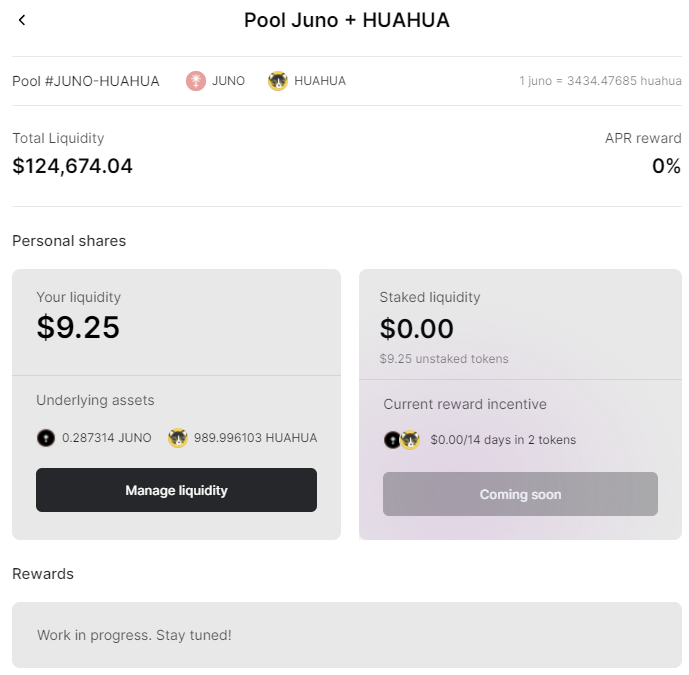 Pool Juno + HUAHUA
Pool #JUNO-HUAHUA JUNO HUAHUA 1 juno = 3434.47685 huahua
Total Liquidity APR reward
$124,674.04 0%
Personal shares
Your liquidity
$9.25
Underlying assets
0.287314 JUNO 989.996103 HUAHUA
Manage liquidity
Staked liquidity
$0.00
$9.25 unstaked tokens
Current reward incentive
$0.00/14 days in 2 tokens
Coming soon
Rewards
Work in progress. Stay tuned!